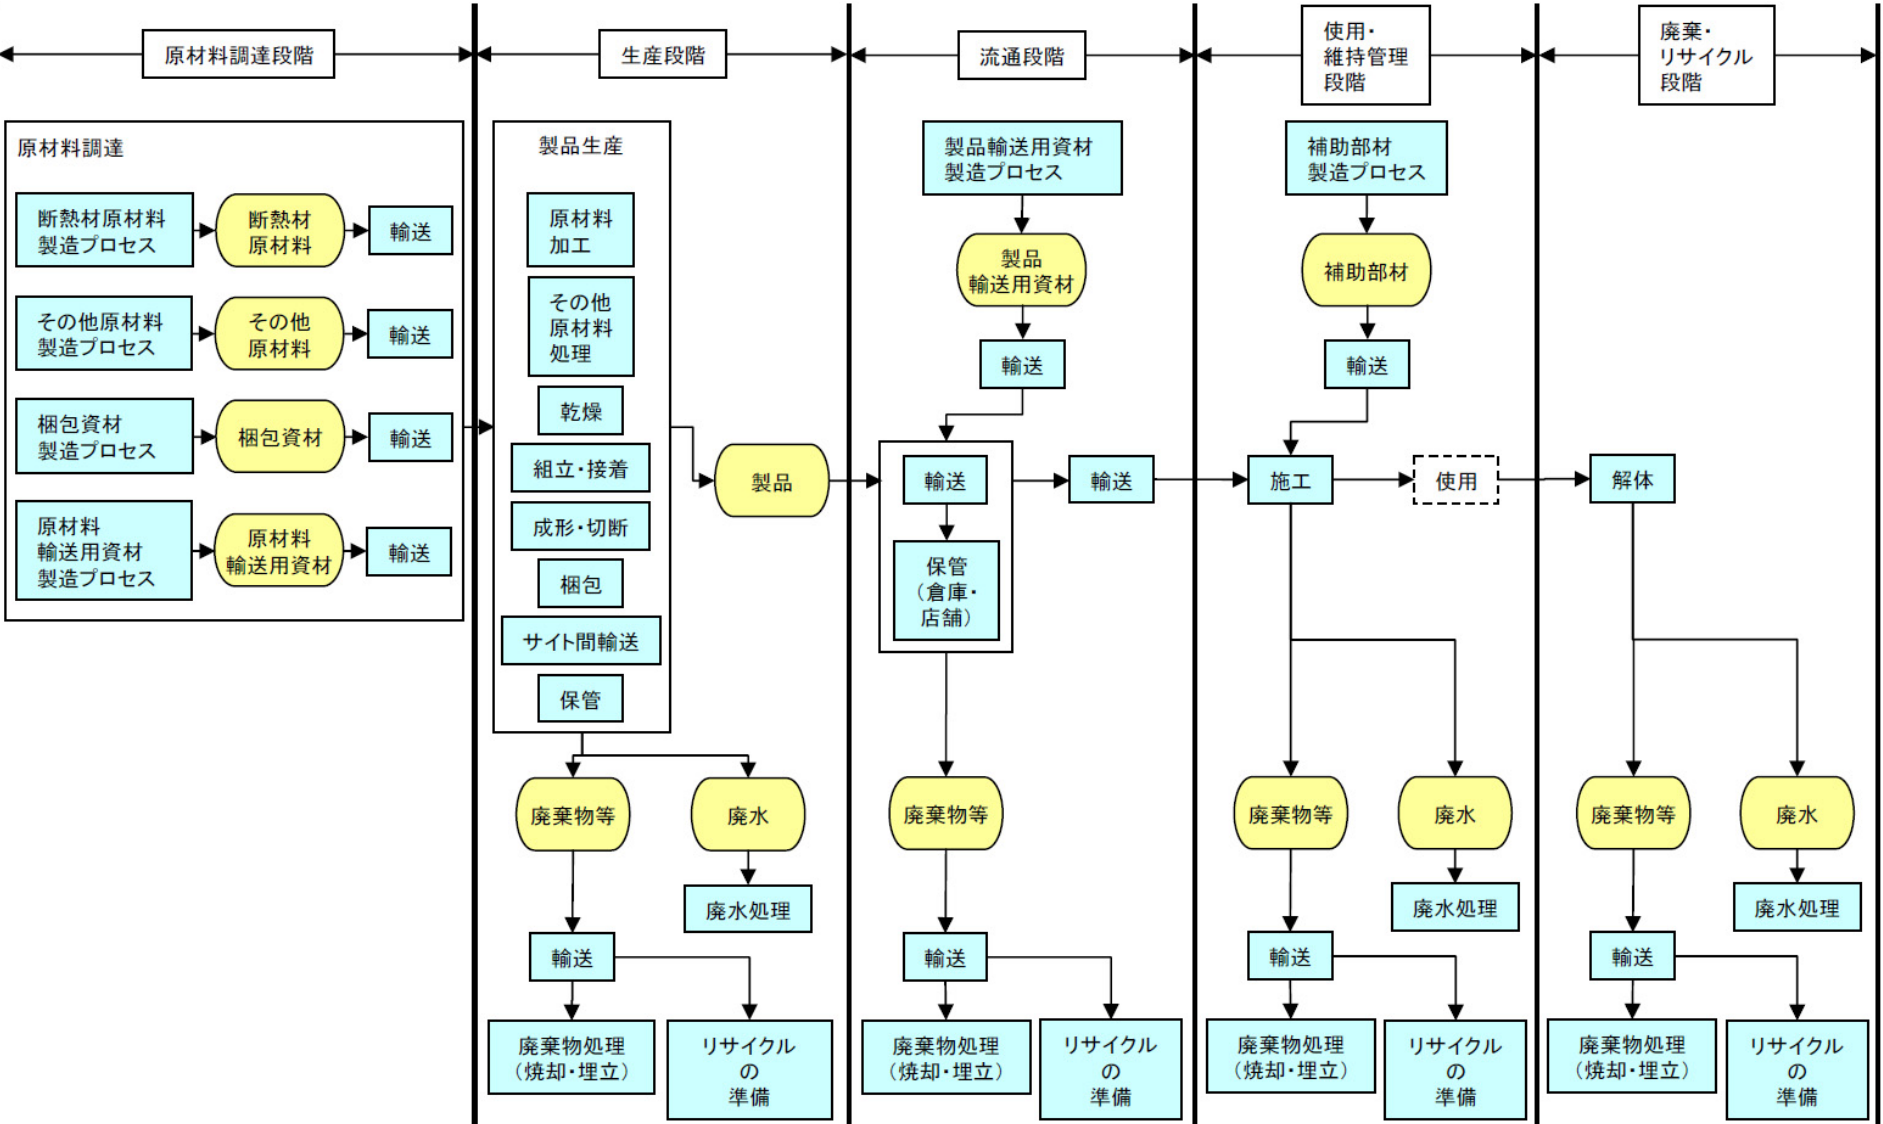 原材料調達段階
生産段階
流通段階
使用・
維持管理
段階
廃棄・
リサイクル
段階
原材料調達
断熱材原材料
製造プロセス
断熱材
原材料
輸送
その他原材料
製造プロセス
その他
原材料
輸送
梱包資材
製造プロセス
梱包資材
輸送
原材料
輸送用資材
製造プロセス
原材料
輸送用資材
輸送
製品生産
原材料
加工
その他
原材料
処理
乾燥
組立・接着
成形・切断
梱包
サイト間輸送
保管
製品
廃棄物等
廃水
廃水処理
輸送
廃棄物処理
（焼却・埋立）
リサイクル
の
準備
製品輸送用資材
製造プロセス
製品
輸送用資材
輸送
輸送
保管
（倉庫・
店舗）
輸送
廃棄物等
輸送
廃棄物処理
（焼却・埋立）
リサイクル
の
準備
補助部材
製造プロセス
補助部材
輸送
施工
使用
廃棄物等
廃水
廃水処理
輸送
廃棄物処理
（焼却・埋立）
リサイクル
の
準備
解体
廃棄物等
廃水
廃水処理
輸送
廃棄物処理
（焼却・埋立）
リサイクル
の
準備